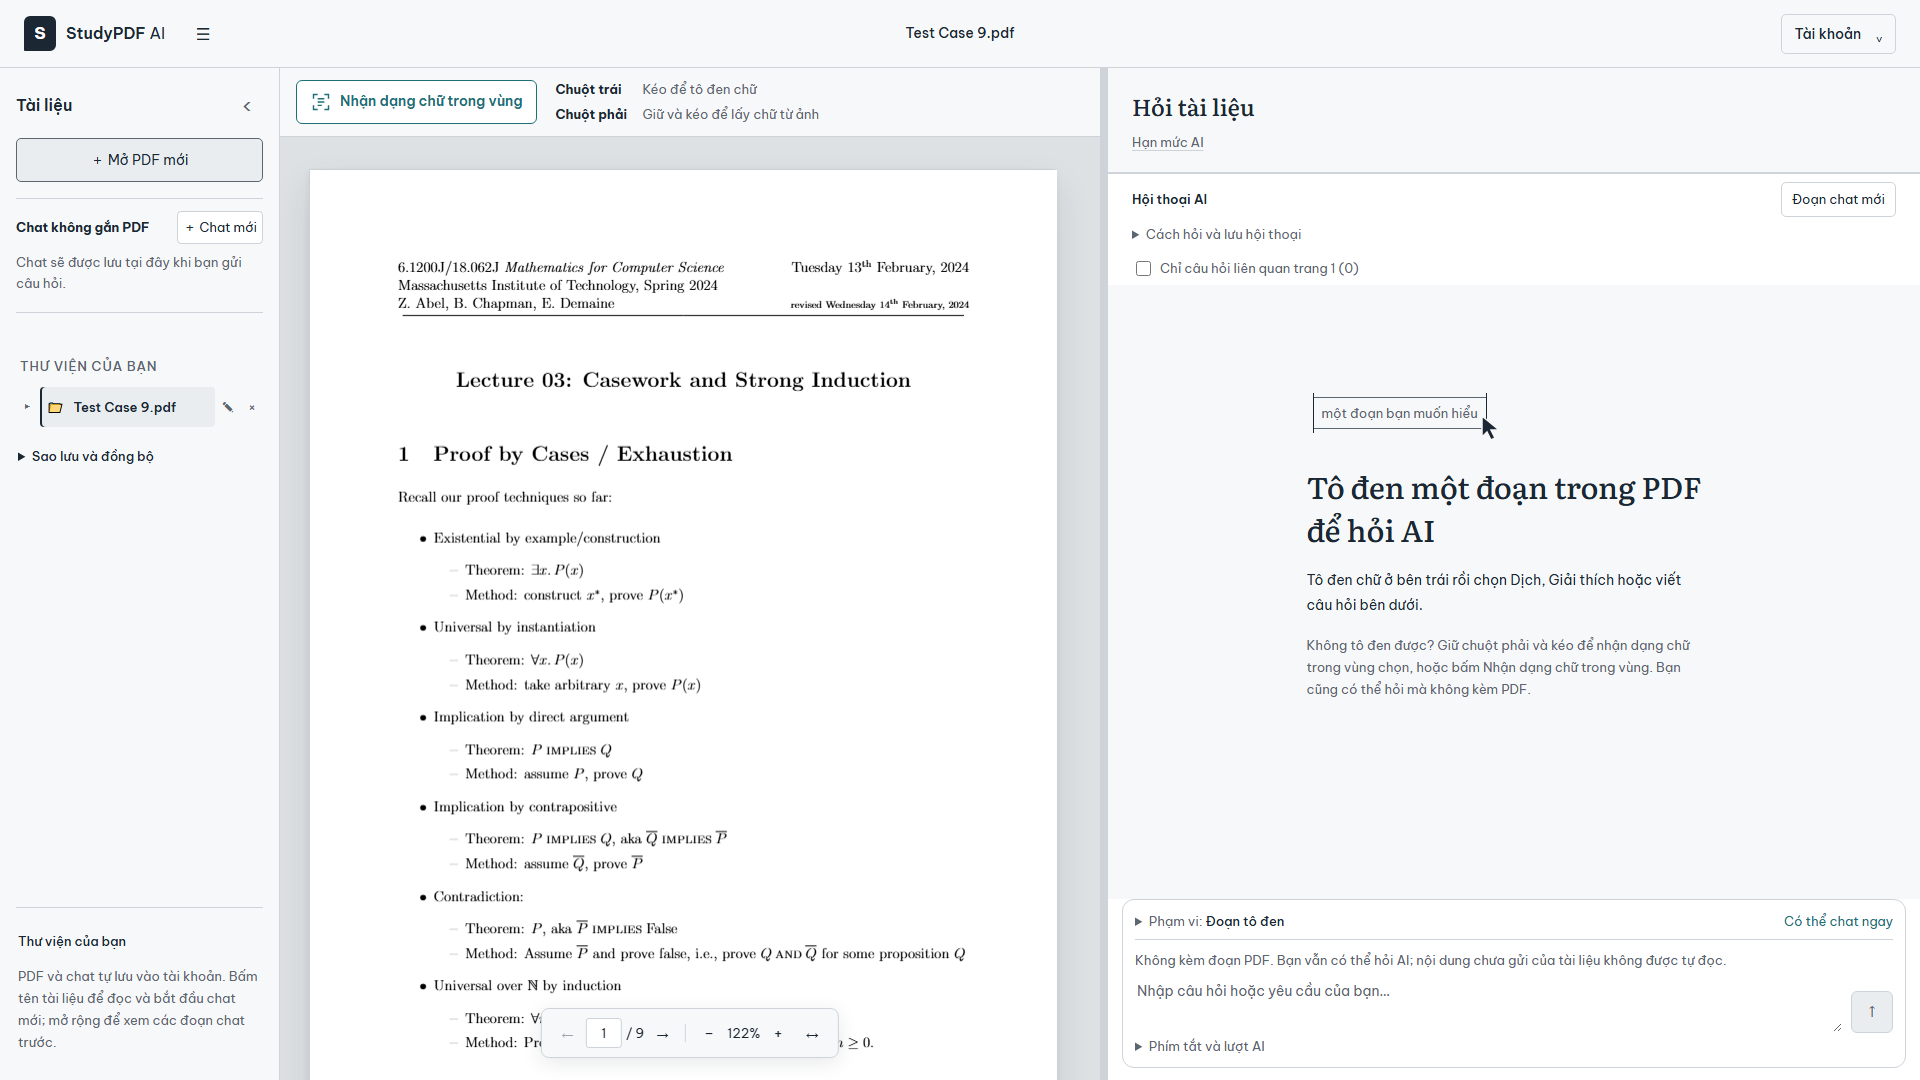 S StudyPDF AI ☰
Test Case 9.pdf
Tài khoản v
Tài liệu <
+ Mở PDF mới
Chat không gắn PDF
+ Chat mới
Chat sẽ được lưu tại đây khi bạn gửi
câu hỏi.
THƯ VIỆN CỦA BẠN
Test Case 9.pdf ×
Sao lưu và đồng bộ
Thư viện của bạn
PDF và chat tự lưu vào tài khoản. Bấm
tên tài liệu để đọc và bắt đầu chat
mới; mở rộng để xem các đoạn chat
trước.
Nhận dạng chữ trong vùng
Chuột trái Kéo để tô đen chữ
Chuột phải Giữ và kéo để lấy chữ từ ảnh
6.1200J/18.062J Mathematics for Computer Science Tuesday 13th February, 2024
Massachusetts Institute of Technology, Spring 2024
Z. Abel, B. Chapman, E. Demaine revised Wednesday 14th February, 2024
Lecture 03: Casework and Strong Induction
1 Proof by Cases / Exhaustion
Recall our proof techniques so far:
• Existential by example/construction
– Theorem: ∃x. P(x)
– Method: construct x*, prove P(x*)
• Universal by instantiation
– Theorem: ∀x. P(x)
– Method: take arbitrary x, prove P(x)
• Implication by direct argument
– Theorem: P IMPLIES Q
– Method: assume P, prove Q
• Implication by contrapositive
– Theorem: P IMPLIES Q, aka Q̅ IMPLIES P̅
– Method: assume Q̅, prove P̅
• Contradiction:
– Theorem: P, aka P̅ IMPLIES False
– Method: Assume P̅ and prove false, i.e., prove Q AND Q̅ for some proposition Q
• Universal over ℕ by induction
– Theorem: ∀
– Method: Pr n ≥ 0.
← 1 / 9 → − 122% + ↔
Hỏi tài liệu
Hạn mức AI
Hội thoại AI
Đoạn chat mới
Cách hỏi và lưu hội thoại
Chỉ câu hỏi liên quan trang 1 (0)
một đoạn bạn muốn hiểu
Tô đen một đoạn trong PDF
để hỏi AI
Tô đen chữ ở bên trái rồi chọn Dịch, Giải thích hoặc viết
câu hỏi bên dưới.
Không tô đen được? Giữ chuột phải và kéo để nhận dạng chữ
trong vùng chọn, hoặc bấm Nhận dạng chữ trong vùng. Bạn
cũng có thể hỏi mà không kèm PDF.
Phạm vi: Đoạn tô đen
Có thể chat ngay
Không kèm đoạn PDF. Bạn vẫn có thể hỏi AI; nội dung chưa gửi của tài liệu không được tự đọc.
Nhập câu hỏi hoặc yêu cầu của bạn...
↑
Phím tắt và lượt AI